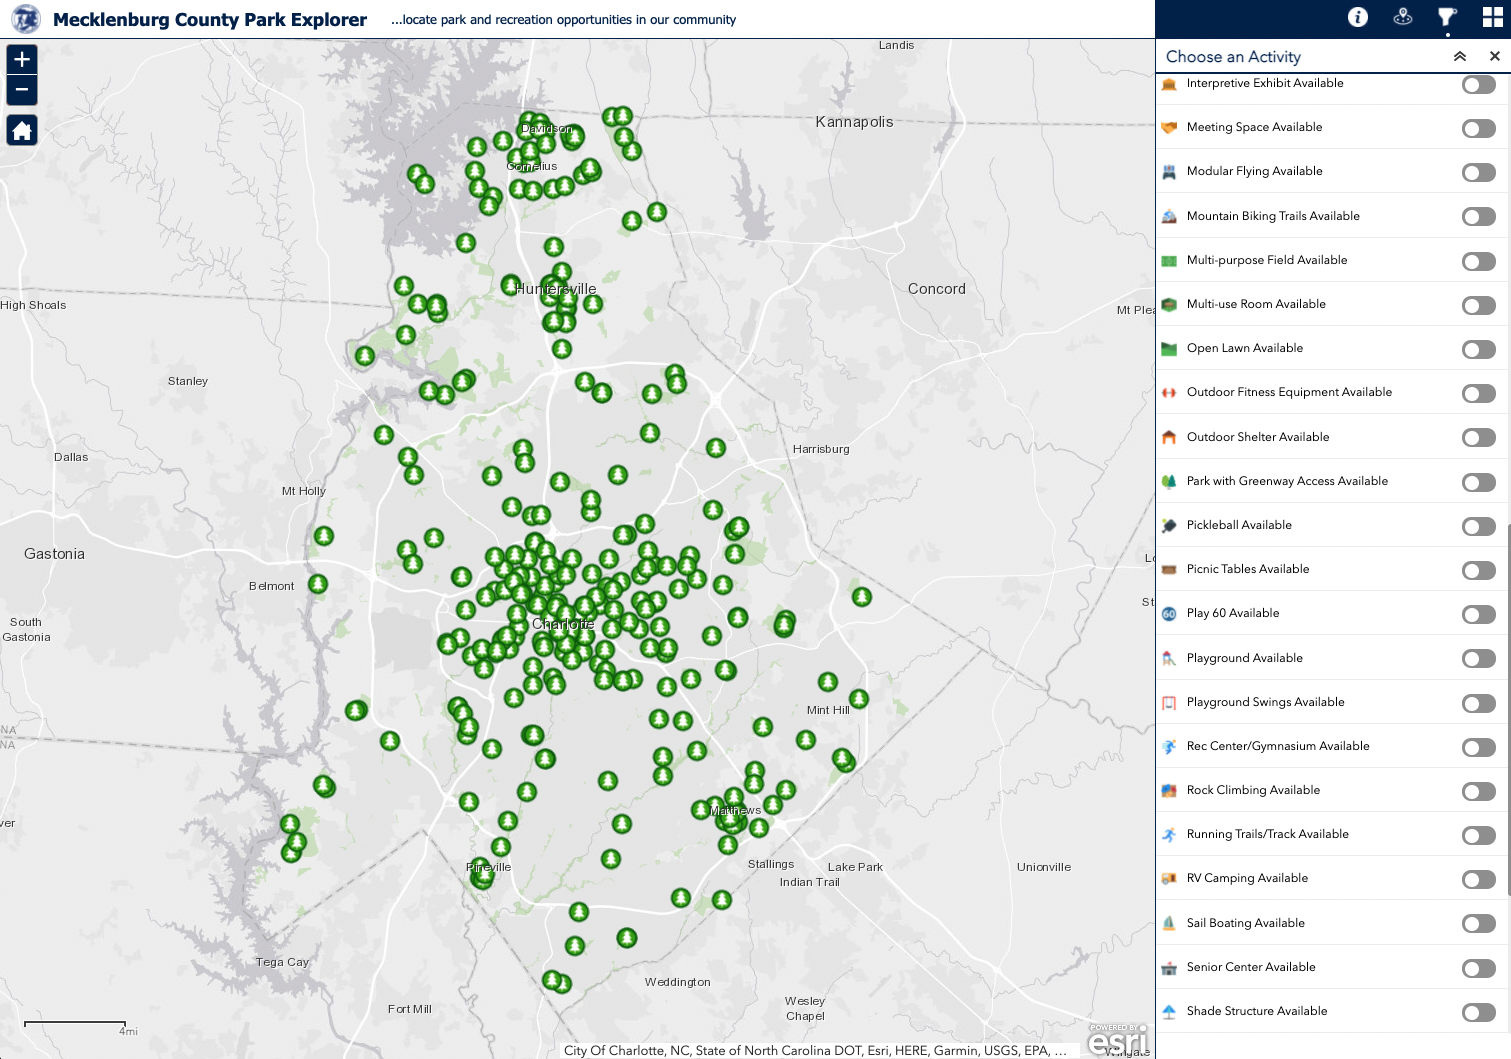 Mecklenburg County Park Explorer
...locate park and recreation opportunities in our community
Choose an Activity
Interpretive Exhibit Available
Meeting Space Available
Modular Flying Available
Mountain Biking Trails Available
Multi-purpose Field Available
Multi-use Room Available
Open Lawn Available
Outdoor Fitness Equipment Available
Outdoor Shelter Available
Park with Greenway Access Available
Pickleball Available
Picnic Tables Available
60
Play 60 Available
Playground Available
Playground Swings Available
Rec Center/Gymnasium Available
Rock Climbing Available
Running Trails/Track Available
RV Camping Available
Sail Boating Available
Senior Center Available
Shade Structure Available
Landis
Kannapolis
Davidson
Cornelius
Huntersville
Concord
High Shoals
Mt Plea
Stanley
Harrisburg
Dallas
Mt Holly
Gastonia
Lo
Belmont
St
South
Gastonia
Charlotte
Mint Hill
NA
NA
Matthews
ver
Pineville
Stallings
Lake Park
Unionville
Indian Trail
Tega Cay
Weddington
Fort Mill
Wesley
Chapel
4mi
Wingate
POWERED BY
esri
City Of Charlotte, NC, State of North Carolina DOT, Esri, HERE, Garmin, USGS, EPA, ...